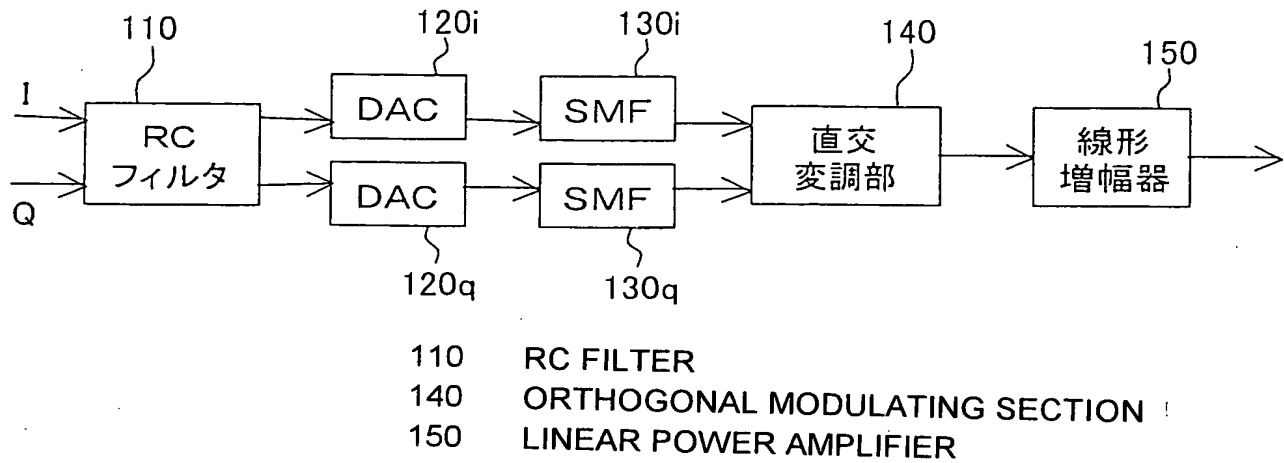 110
120i
130i
140
150
I
Q
RC
フィルタ
DAC
SMF
DAC
SMF
直交
変調部
線形
増幅器
120q
130q
110 RC FILTER
140 ORTHOGONAL MODULATING SECTION
150 LINEAR POWER AMPLIFIER